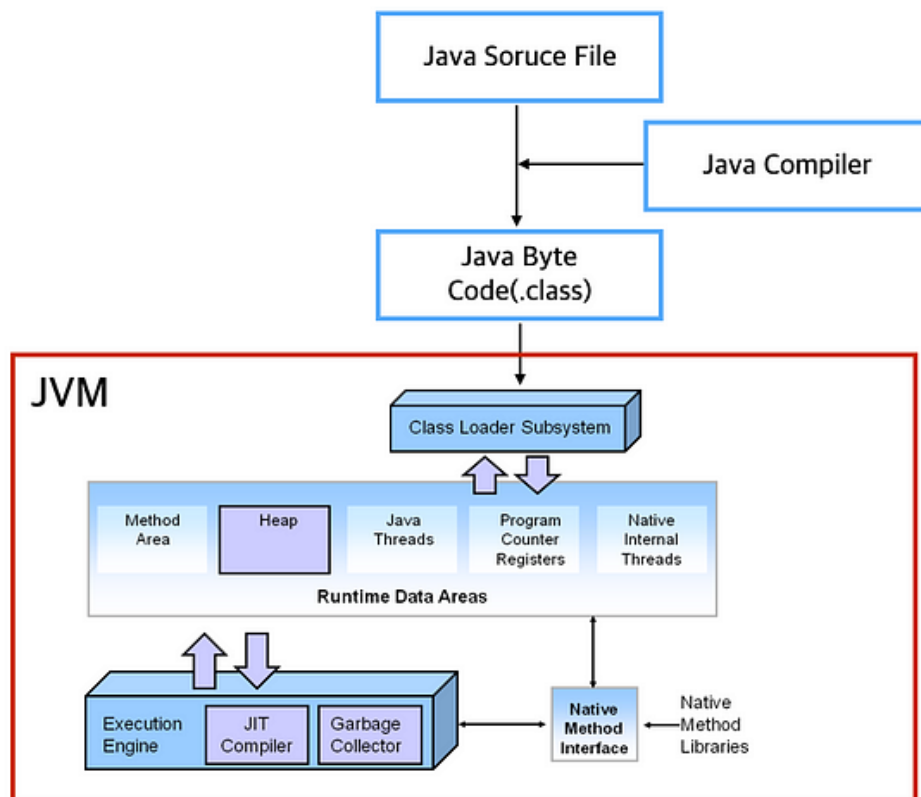 Java Soruce File
Java Compiler
Java Byte
Code(.class)
JVM
Class Loader Subsystem
Method
Area
Heap
Java
Threads
Program
Counter
Registers
Native
Internal
Threads
Runtime Data Areas
Execution
Engine
JIT
Compiler
Garbage
Collector
Native
Method
Interface
Native
Method
Libraries